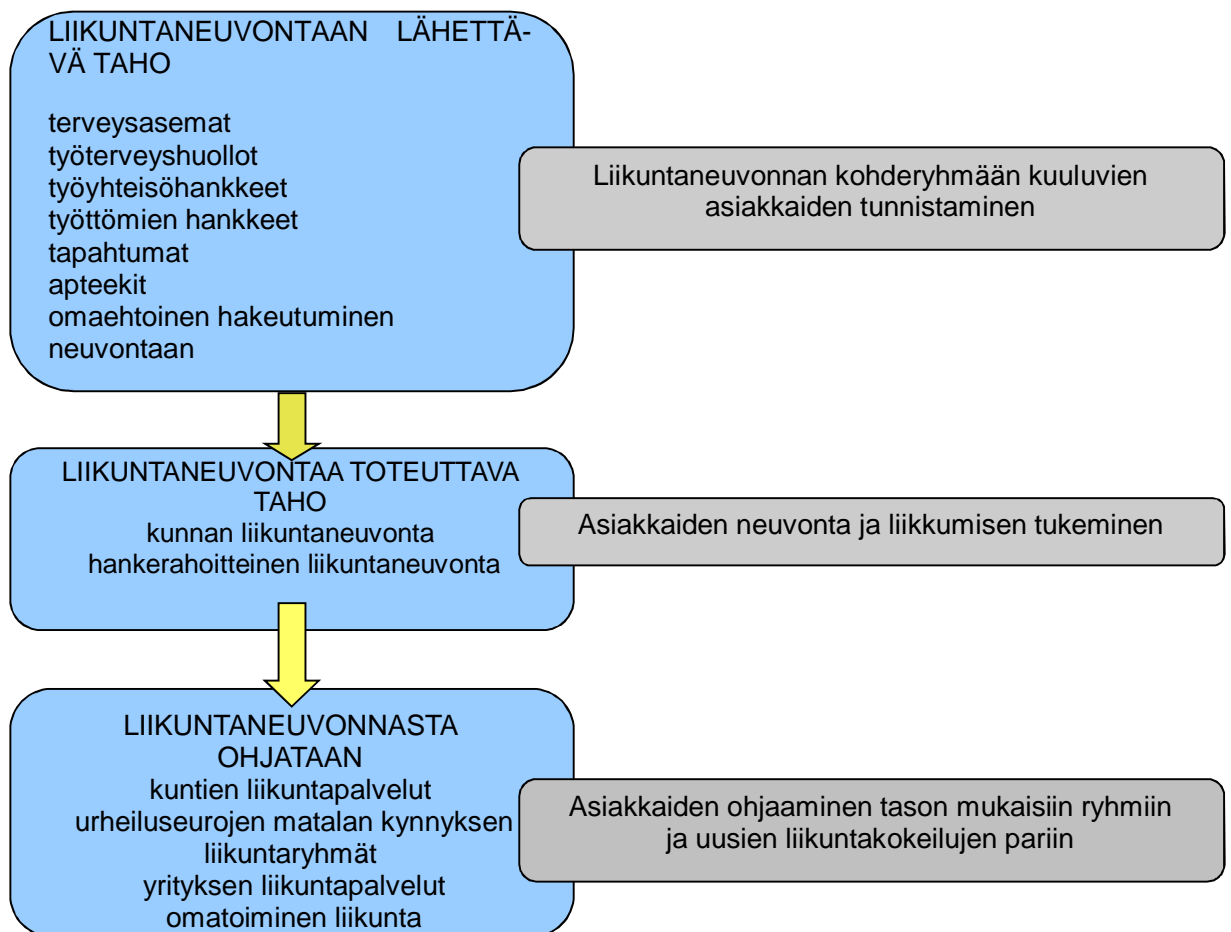 LIIKUNTANEUVONTAAN LÄHETTÄ-
VÄ TAHO
terveysasemat
työterveyshuollot
työyhteisöhankkeet
työttömien hankkeet
tapahtumat
apteekit
omaehtoinen hakeutuminen
neuvontaan
Liikuntaneuvonnan kohderyhmään kuuluvien
asiakkaiden tunnistaminen
LIIKUNTANEUVONTAA TOTEUTTAVA
TAHO
kunnan liikuntaneuvonta
hankerahoitteinen liikuntaneuvonta
Asiakkaiden neuvonta ja liikkumisen tukeminen
LIIKUNTANEUVONNASTA
OHJATAAN
kuntien liikuntapalvelut
urheiluseurojen matalan kynnyksen
liikuntaryhmät
yrityksen liikuntapalvelut
omatoiminen liikunta
Asiakkaiden ohjaaminen tason mukaisiin ryhmiin
ja uusien liikuntakokeilujen pariin